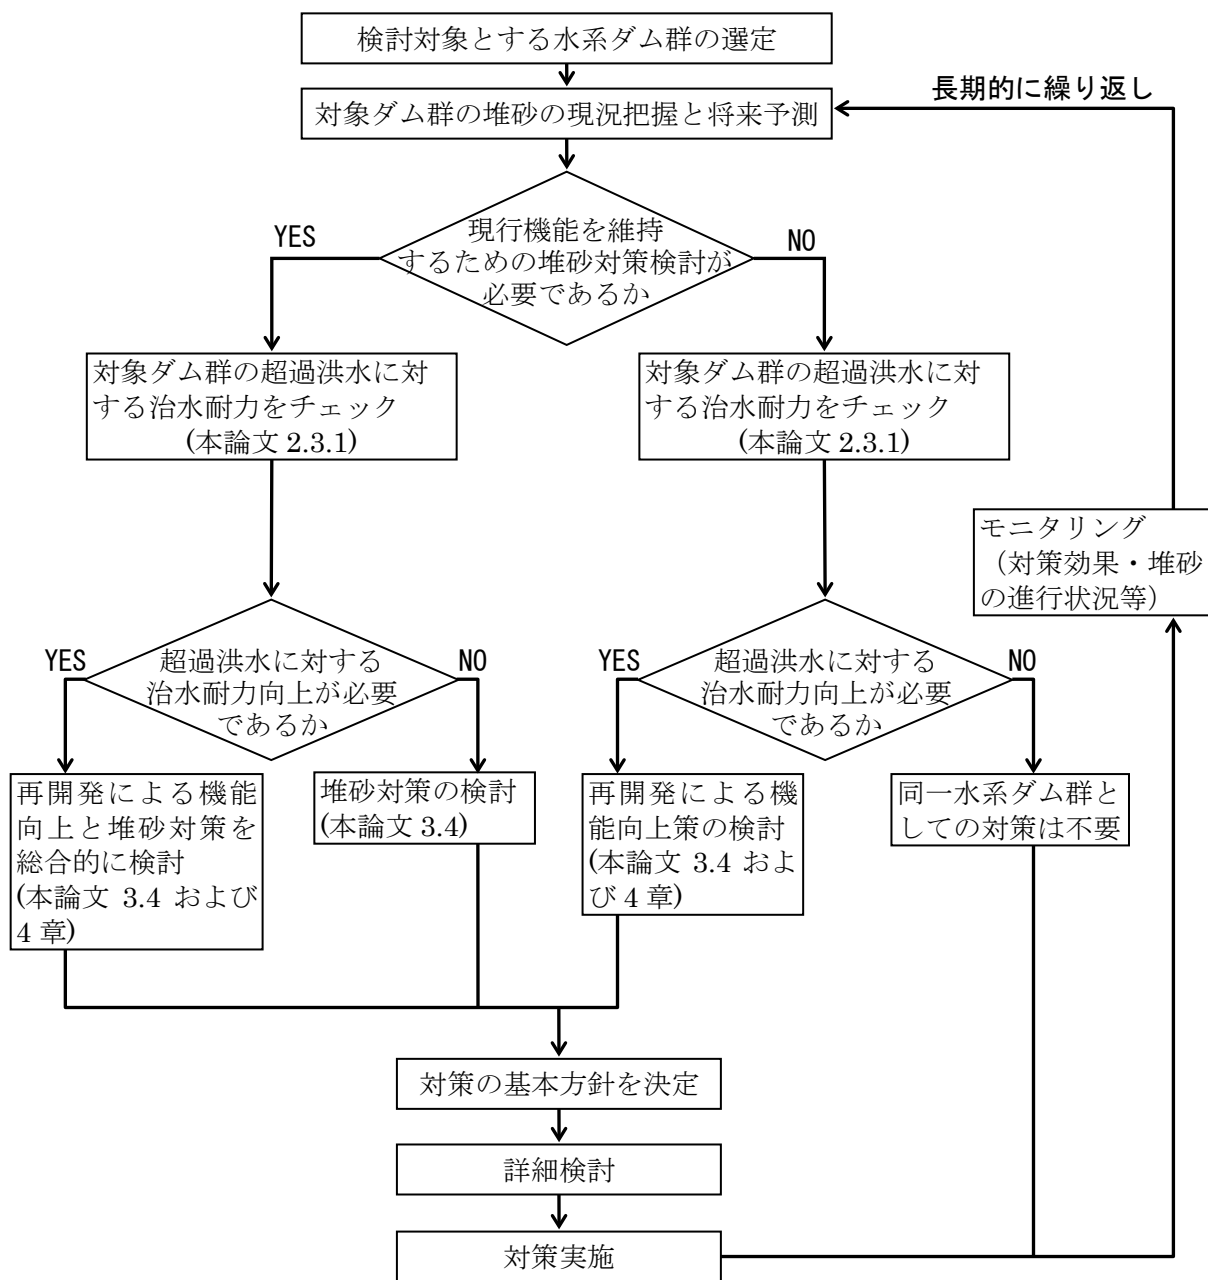 検討対象とする水系ダム群の選定
長期的に繰り返し
対象ダム群の堆砂の現況把握と将来予測
現行機能を維持
するための堆砂対策検討が
必要であるか
YES
NO
対象ダム群の超過洪水に対
する治水耐力をチェック
(本論文 2.3.1)
対象ダム群の超過洪水に対
する治水耐力をチェック
(本論文 2.3.1)
モニタリング
(対策効果・堆砂
の進行状況等)
YES
超過洪水に対する
治水耐力向上が必要
であるか
NO
YES
超過洪水に対する
治水耐力向上が必要
であるか
NO
再開発による機能
向上と堆砂対策を
総合的に検討
(本論文 3.4 および
4 章)
堆砂対策の検討
(本論文 3.4)
再開発による機
能向上策の検討
(本論文 3.4 およ
び 4 章)
同一水系ダム群と
しての対策は不要
対策の基本方針を決定
詳細検討
対策実施